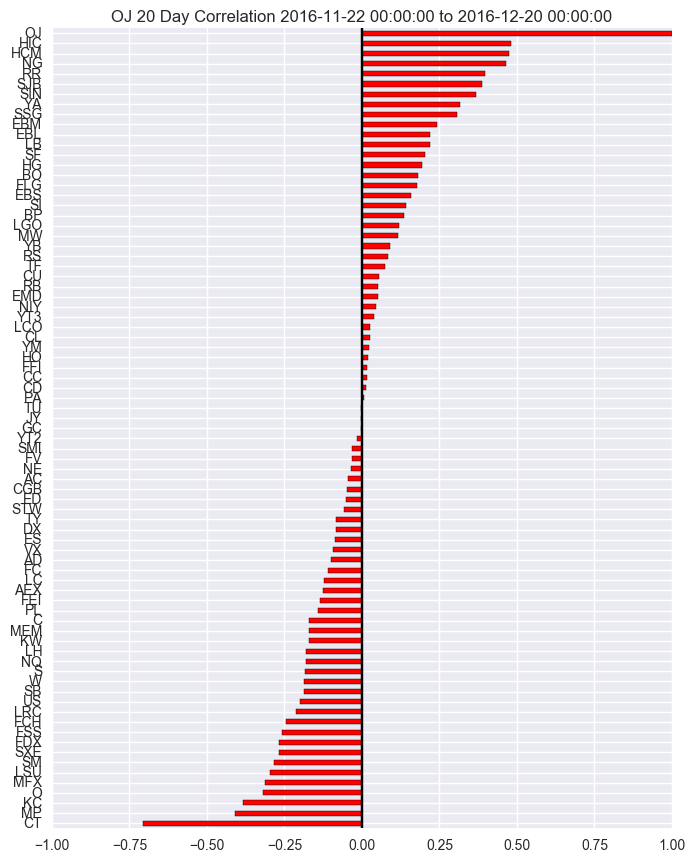 OJ 20 Day Correlation 2016-11-22 00:00:00 to 2016-12-20 00:00:00
OJ
HIC
HCM
NG
RR
SJB
SIN
YA
SSG
EBM
EBL
LB
SF
HG
BO
FLG
EBS
SI
BP
LGO
MW
YB
RS
TF
CU
RB
EMD
NIY
YT3
LCO
CL
YM
HO
FFI
CC
CD
PA
TU
JY
GC
YT2
SMI
FV
NE
AC
CGB
ED
STW
TY
DX
ES
VX
AD
FC
LC
AEX
FEI
PL
C
MEM
KW
LH
NQ
S
W
SB
US
LRC
FCH
FSS
FDX
SXE
SM
LSU
MFX
O
KC
ME
CT
−1.00 −0.75 −0.50 −0.25 0.00 0.25 0.50 0.75 1.00